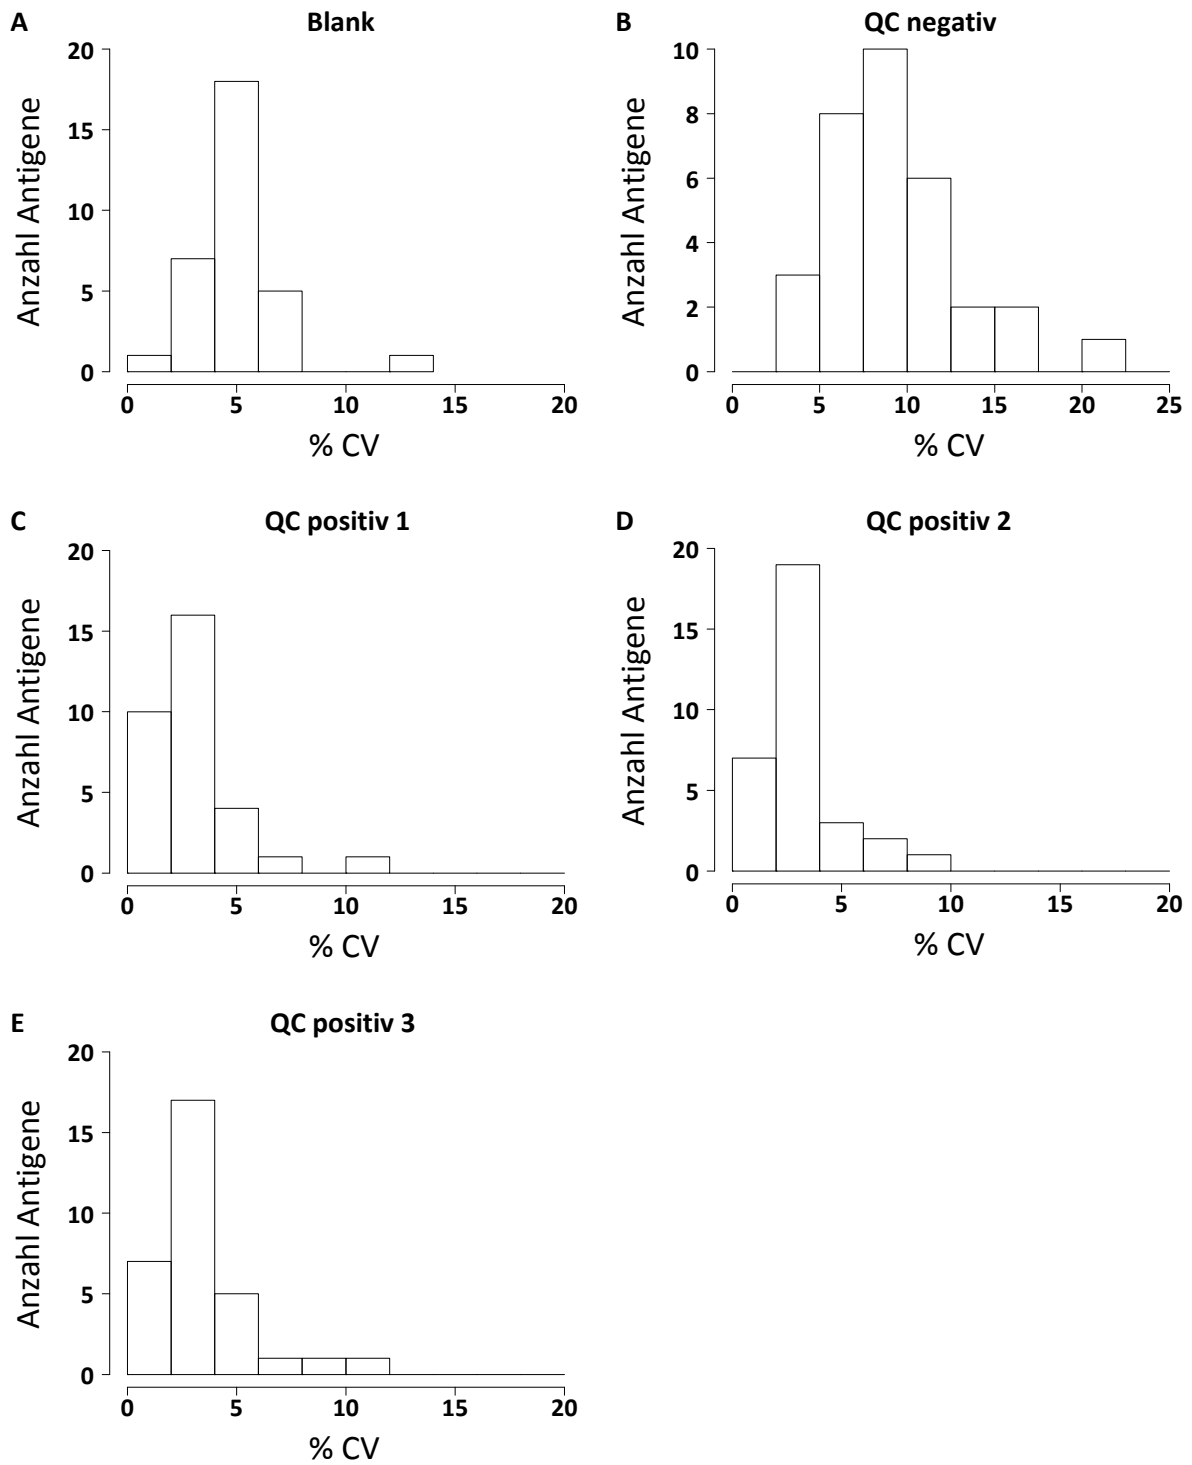 A
Blank
20
15
10
5
0
Anzahl Antigene
0 5 10 15 20
% CV
B
QC negativ
10
8
6
4
2
0
Anzahl Antigene
0 5 10 15 20 25
% CV
C
QC positiv 1
20
15
10
5
0
Anzahl Antigene
0 5 10 15 20
% CV
D
QC positiv 2
20
15
10
5
0
Anzahl Antigene
0 5 10 15 20
% CV
E
QC positiv 3
20
15
10
5
0
Anzahl Antigene
0 5 10 15 20
% CV